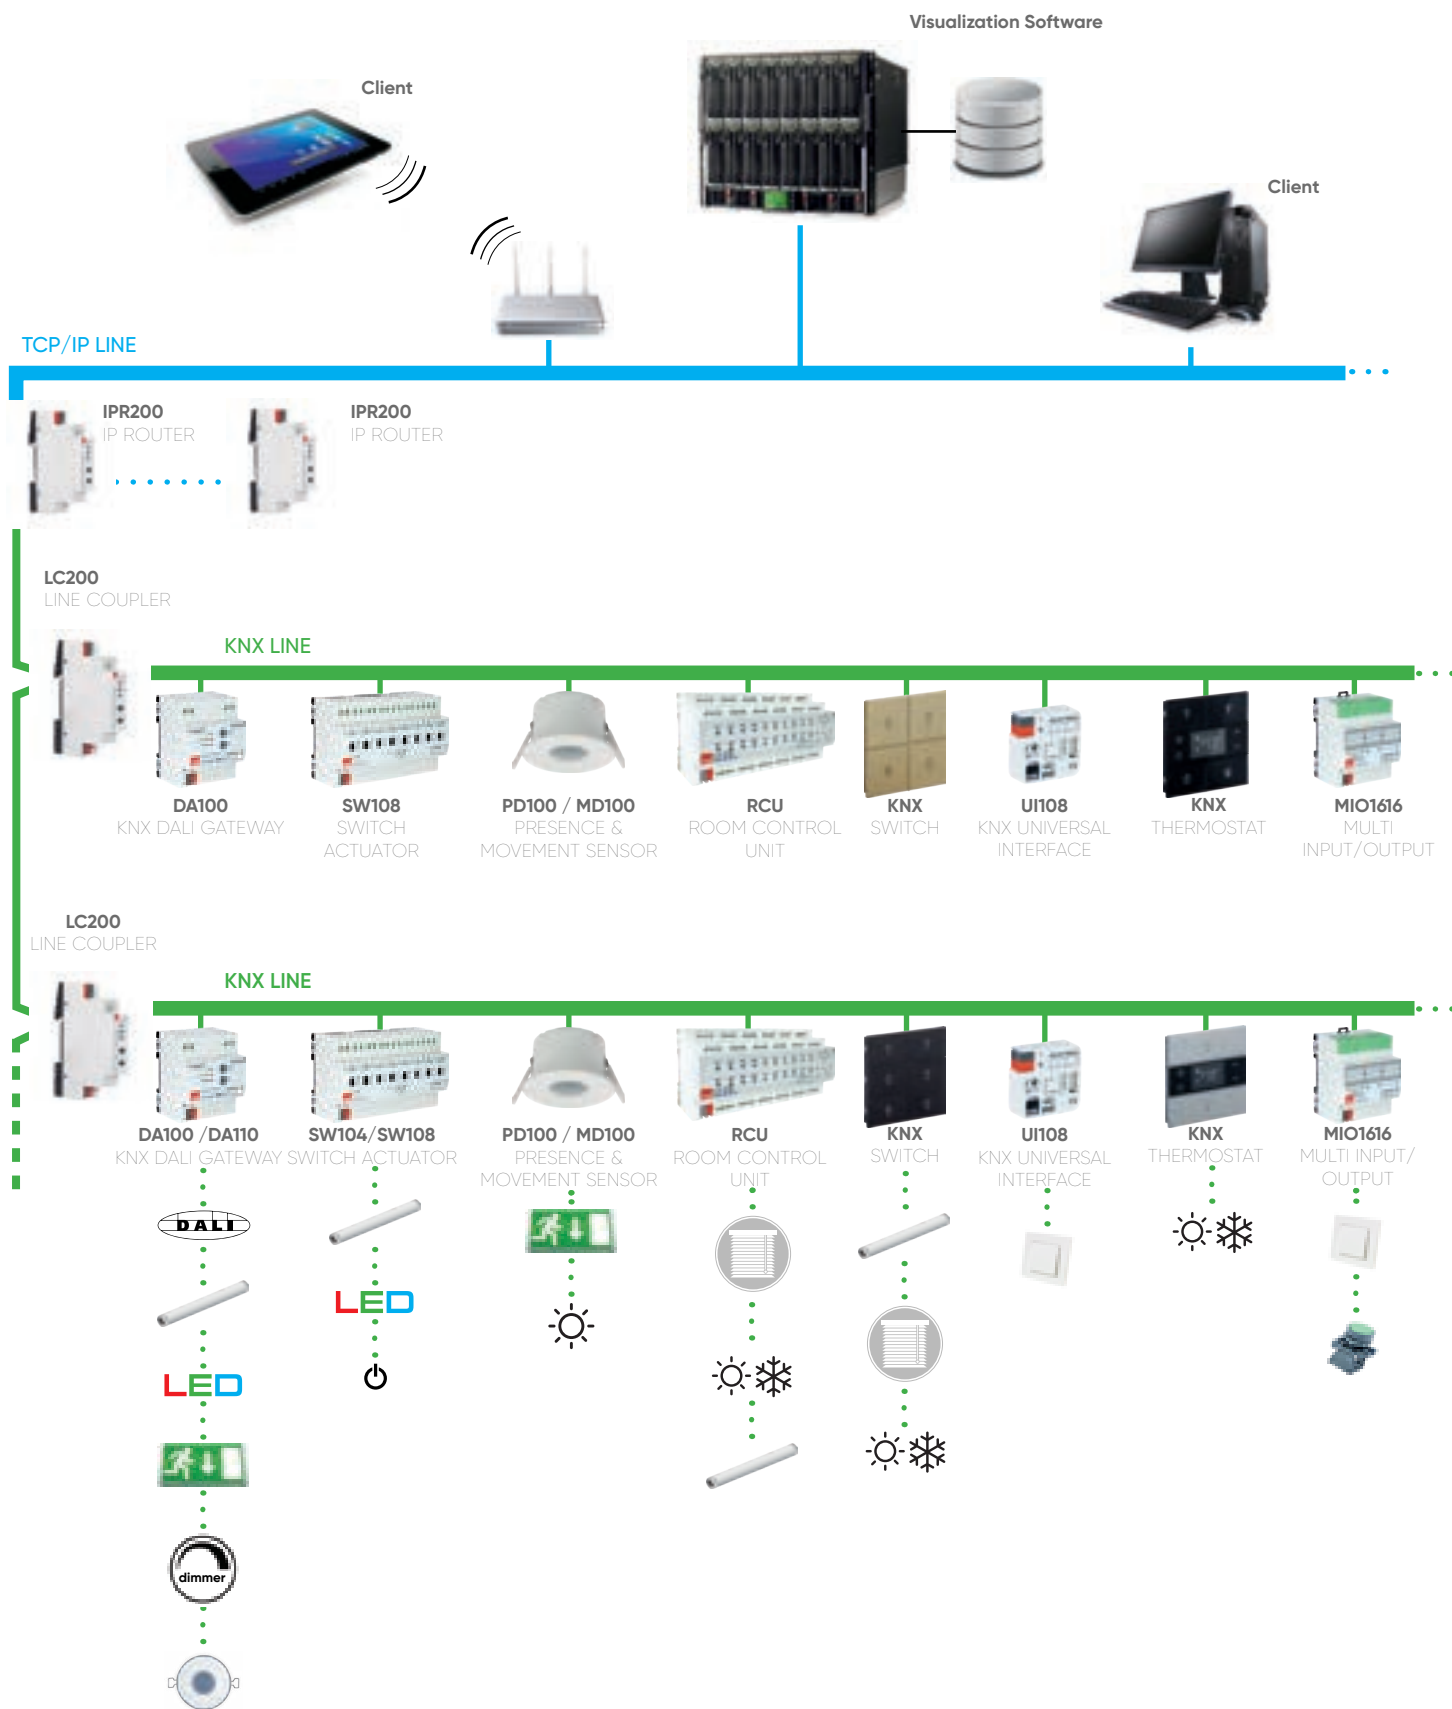 Visualization Software
Client
Client
TCP/IP LINE
IPR200
IP ROUTER
IPR200
IP ROUTER
LC200
LINE COUPLER
KNX LINE
DA100
KNX DALI GATEWAY
SW108
SWITCH
ACTUATOR
PD100 / MD100
PRESENCE &
MOVEMENT SENSOR
RCU
ROOM CONTROL
UNIT
KNX
SWITCH
UI108
KNX UNIVERSAL
INTERFACE
KNX
THERMOSTAT
MIO1616
MULTI
INPUT/OUTPUT
LC200
LINE COUPLER
KNX LINE
DA100 /DA110
KNX DALI GATEWAY
SW104/SW108
SWITCH ACTUATOR
PD100 / MD100
PRESENCE &
MOVEMENT SENSOR
RCU
ROOM CONTROL
UNIT
KNX
SWITCH
UI108
KNX UNIVERSAL
INTERFACE
KNX
THERMOSTAT
MIO1616
MULTI INPUT/
OUTPUT
DALI
LED
LED
dimmer